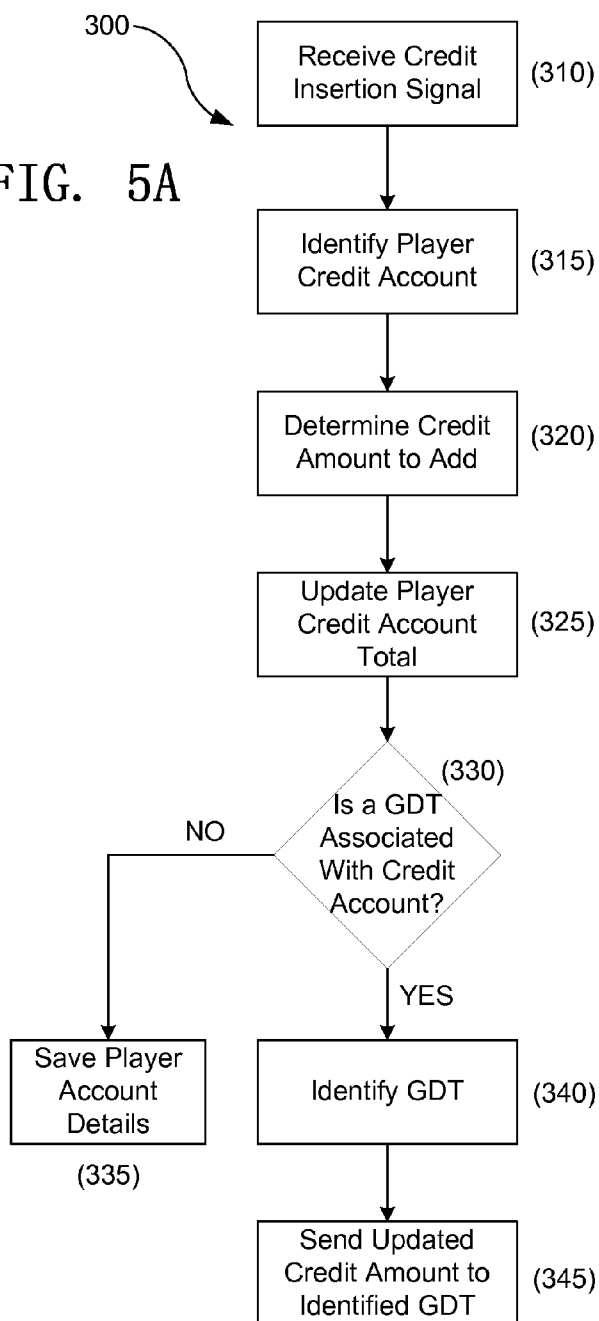 300
Receive Credit
Insertion Signal
(310)
FIG. 5A
Identify Player
Credit Account
(315)
Determine Credit
Amount to Add
(320)
Update Player
Credit Account
Total
(325)
(330)
Is a GDT
Associated
With Credit
Account?
NO
YES
Save Player
Account
Details
(335)
Identify GDT
(340)
Send Updated
Credit Amount to
Identified GDT
(345)